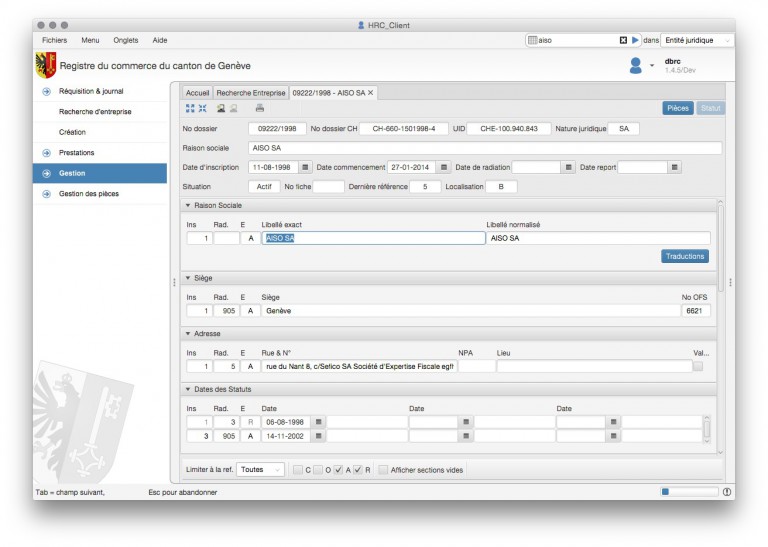 HRC_Client
Fichiers Menu Onglets Aide aiso dans Entité juridique
Registre du commerce du canton de Genève dbrc
1.4.5/Dev
Réquisition & journal
Recherche d'entreprise
Création
Prestations
Gestion
Gestion des pièces
Accueil Recherche Entreprise 09222/1998 - AISO SA
Pièces Statut
No dossier 09222/1998 No dossier CH CH-660-1501998-4 UID CHE-100.940.843 Nature juridique SA
Raison sociale AISO SA
Date d'inscription 11-08-1998 Date commencement 27-01-2014 Date de radiation Date report
Situation Actif No fiche Dernière référence 5 Localisation B
Raison Sociale
Ins Rad. E Libellé exact Libellé normalisé
1 A AISO SA AISO SA
Traductions
Siège
Ins Rad. E Siège No OFS
1 905 A Genève 6621
Adresse
Ins Rad. E Rue & N° NPA Lieu Val...
1 5 A rue du Nant 8, c/Setico SA Société d'Expertise Fiscale
Dates des Statuts
Ins Rad. E Date Date Date
1 3 R 06-08-1998
3 905 A 14-11-2002
Limiter à la ref. Toutes C O A R Afficher sections vides
Tab = champ suivant, Esc pour abandonner